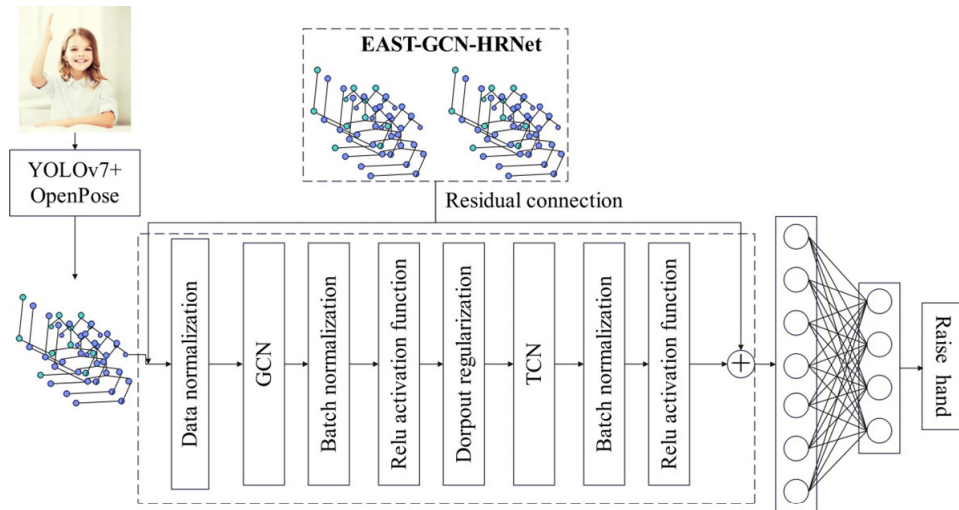 EAST-GCN-HRNet
YOLOv7+
OpenPose
Residual connection
Data normalization
GCN
Batch normalization
Relu activation function
Dorpout regularization
TCN
Batch normalization
Relu activation function
+
Raise hand